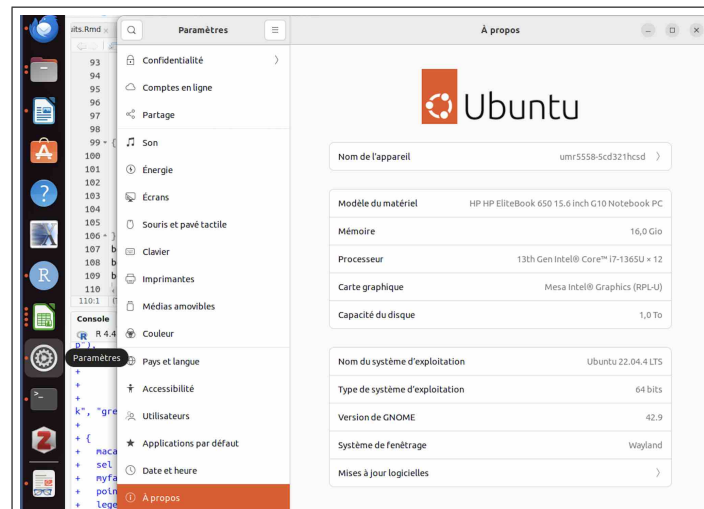 uits.Rmd ×
Paramètres
À propos
93
94
95
96
97
98
99 {
100
101
102
103
104
105
106 }
107 b
108 b
109 b
110
110:1
Console
R 4.4
p"),
+
+
+
k", "gre
+
+ {
+ maca
+ sel
+ myfa
+ poin
+ lege
Paramètres
Confidentialité
Comptes en ligne
Partage
Son
Énergie
Écrans
Souris et pavé tactile
Clavier
Imprimantes
Médias amovibles
Couleur
Pays et langue
Accessibilité
Utilisateurs
Applications par défaut
Date et heure
À propos
Ubuntu
Nom de l'appareil umr5558-5cd321hcsd
Modèle du matériel HP HP EliteBook 650 15.6 inch G10 Notebook PC
Mémoire 16,0 Gio
Processeur 13th Gen Intel® Core™ i7-1365U × 12
Carte graphique Mesa Intel® Graphics (RPL-U)
Capacité du disque 1,0 To
Nom du système d'exploitation Ubuntu 22.04.4 LTS
Type de système d'exploitation 64 bits
Version de GNOME 42.9
Système de fenêtrage Wayland
Mises à jour logicielles